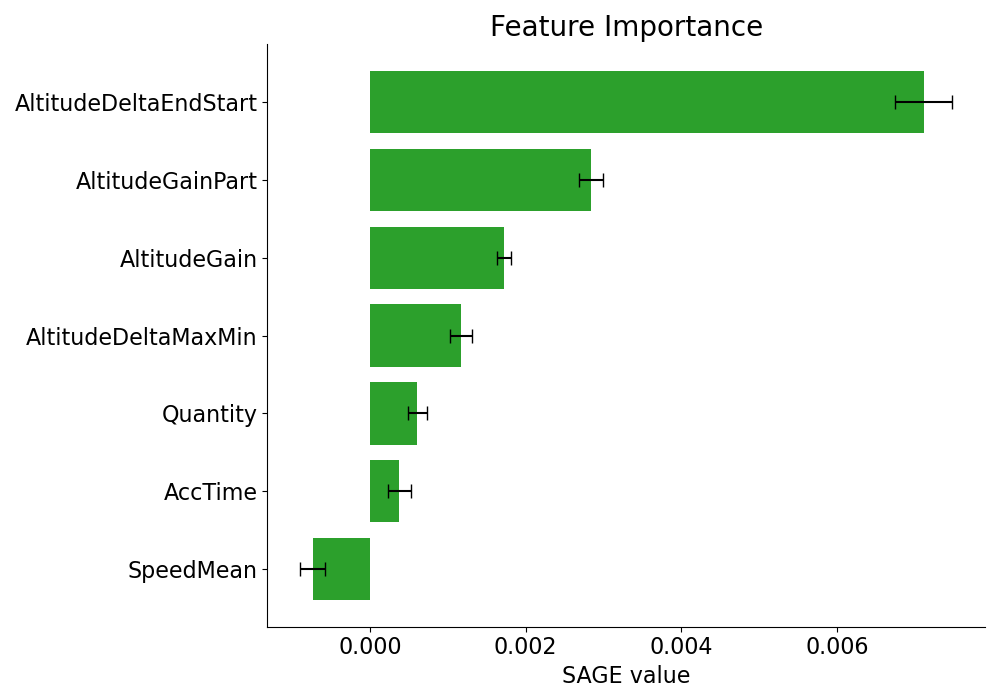 Feature Importance
AltitudeDeltaEndStart
AltitudeGainPart
AltitudeGain
AltitudeDeltaMaxMin
Quantity
AccTime
SpeedMean
0.000 0.002 0.004 0.006
SAGE value